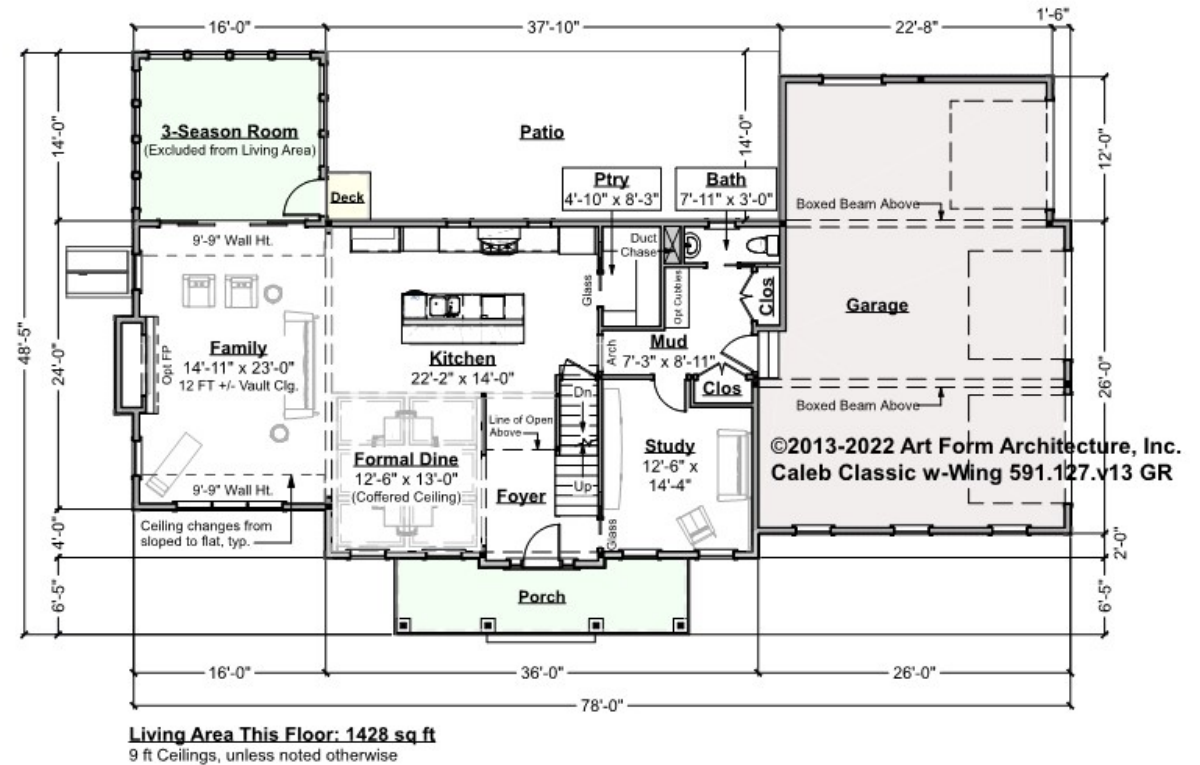 1'-6"
16'-0"
37'-10"
22'-8"
3-Season Room
(Excluded from Living Area)
Patio
14'-0"
14'-0"
12'-0"
Deck
Ptry
4'-10" x 8'-3"
Bath
7'-11" x 3'-0"
Boxed Beam Above
9'-9" Wall Ht.
Duct
Chase
Glass
Opt Cubbies
Clos
Garage
48'-5"
24'-0"
26'-0"
Opt FP
Family
14'-11" x 23'-0"
12 FT +/- Vault Clg.
Kitchen
22'-2" x 14'-0"
Arch
Mud
7'-3" x 8'-11"
Clos
Dn
Boxed Beam Above
Line of Open
Above
Formal Dine
12'-6" x 13'-0"
(Coffered Ceiling)
Foyer
Up
Study
12'-6" x
14'-4"
©2013-2022 Art Form Architecture, Inc.
Caleb Classic w-Wing 591.127.v13 GR
9'-9" Wall Ht.
Ceiling changes from
sloped to flat, typ.
Glass
4'-0"
2'-0"
6'-5"
Porch
6'-5"
16'-0"
36'-0"
26'-0"
78'-0"
Living Area This Floor: 1428 sq ft
9 ft Ceilings, unless noted otherwise